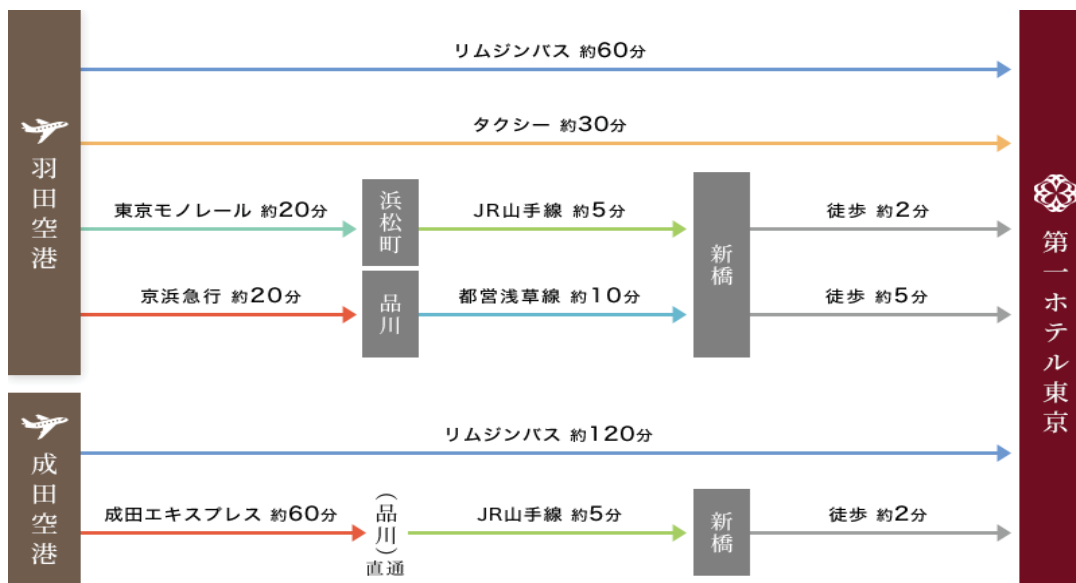 羽田空港
リムジンバス 約60分
タクシー 約30分
東京モノレール 約20分
浜松町
JR山手線 約5分
新橋
徒歩 約2分
京浜急行 約20分
品川
都営浅草線 約10分
徒歩 約5分
第一ホテル東京
成田空港
リムジンバス 約120分
成田エキスプレス 約60分
(品川)
直通
JR山手線 約5分
新橋
徒歩 約2分